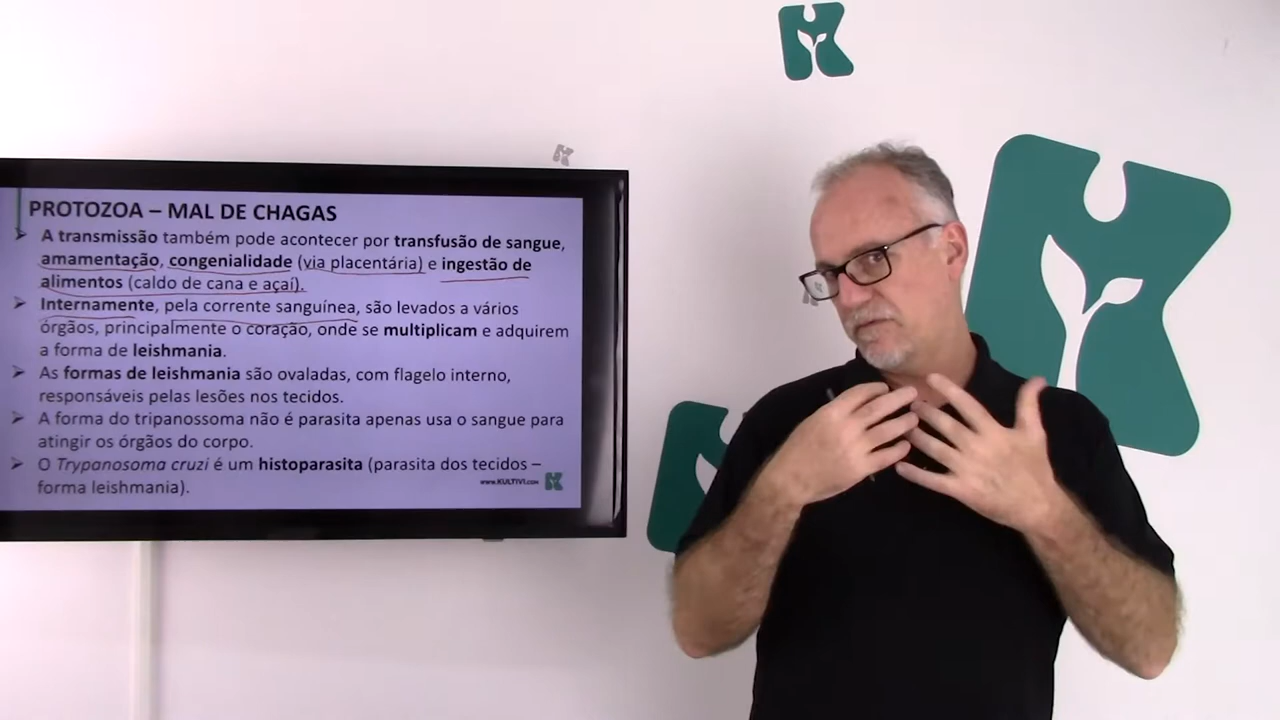 PROTOZOA – MAL DE CHAGAS
➤ A transmissão também pode acontecer por transfusão de sangue,
amamentação, congenialidade (via placentária) e ingestão de
alimentos (caldo de cana e açaí).
➤ Internamente, pela corrente sanguínea, são levados a vários
órgãos, principalmente o coração, onde se multiplicam e adquirem
a forma de leishmania.
➤ As formas de leishmania são ovaladas, com flagelo interno,
responsáveis pelas lesões nos tecidos.
➤ A forma do tripanossoma não é parasita apenas usa o sangue para
atingir os órgãos do corpo.
➤ O Trypanosoma cruzi é um histoparasita (parasita dos tecidos –
forma leishmania).
www.KULTIVI.com